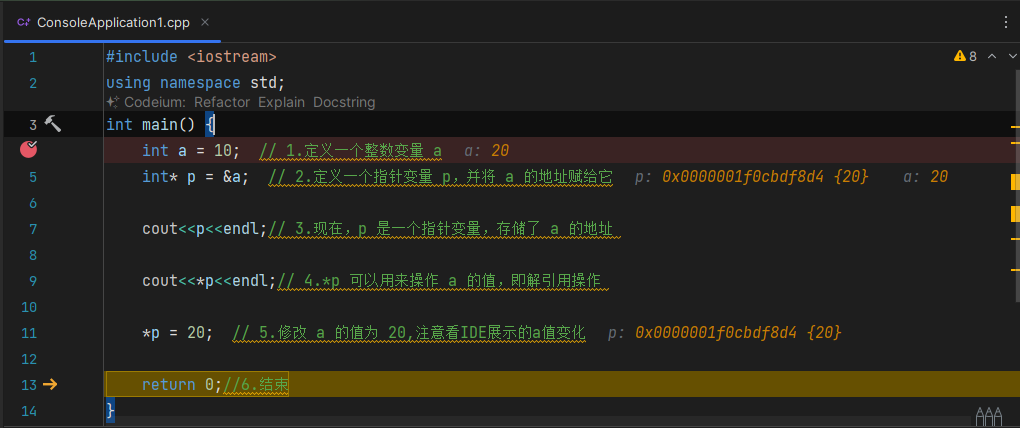 ConsoleApplication1.cpp
1 #include <iostream> 8
2 using namespace std;
Codeium: Refactor Explain Docstring
3 int main() {
int a = 10; // 1.定义一个整数变量 a a: 20
5 int* p = &a; // 2.定义一个指针变量 p,并将 a 的地址赋给它 p: 0x0000001f0cbdf8d4 {20} a: 20
6
7 cout<<p<<endl;// 3.现在，p 是一个指针变量，存储了 a 的地址
8
9 cout<<*p<<endl;// 4.*p 可以用来操作 a 的值，即解引用操作
10
11 *p = 20; // 5.修改 a 的值为 20,注意看IDE展示的a值变化 p: 0x0000001f0cbdf8d4 {20}
12
13 return 0;//6.结束
14 }